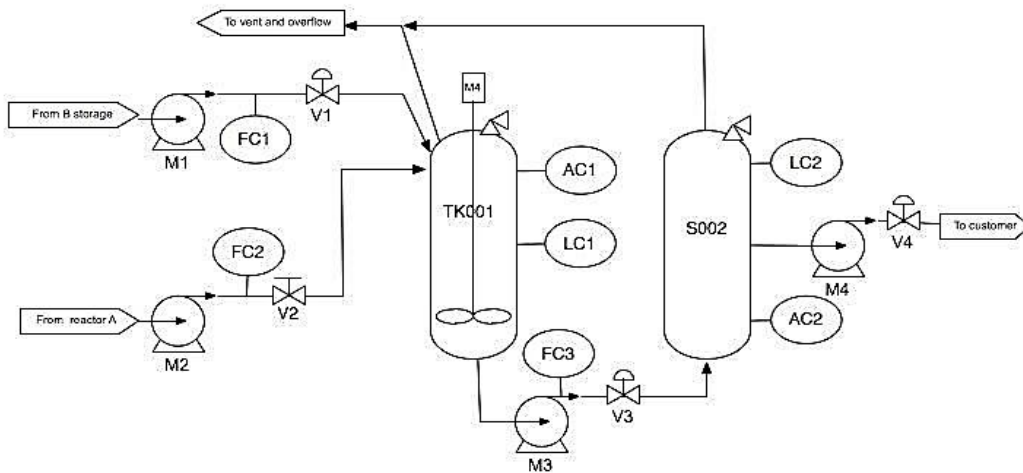 To vent and overflow
M4
From B storage
V1
FC1
M1
AC1
LC2
TK001
S002
To customer
V4
FC2
LC1
M4
From reactor A
V2
AC2
M2
FC3
V3
M3